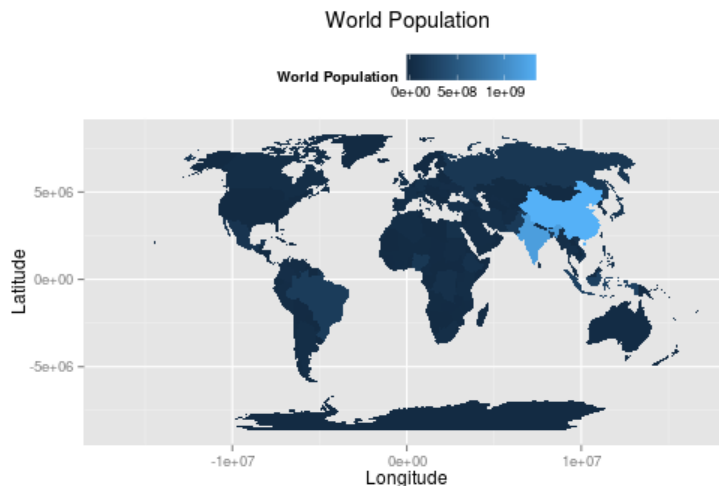 World Population
World Population
0e+00 5e+08 1e+09
5e+06
0e+00
-5e+06
-1e+07 0e+00 1e+07
Latitude
Longitude